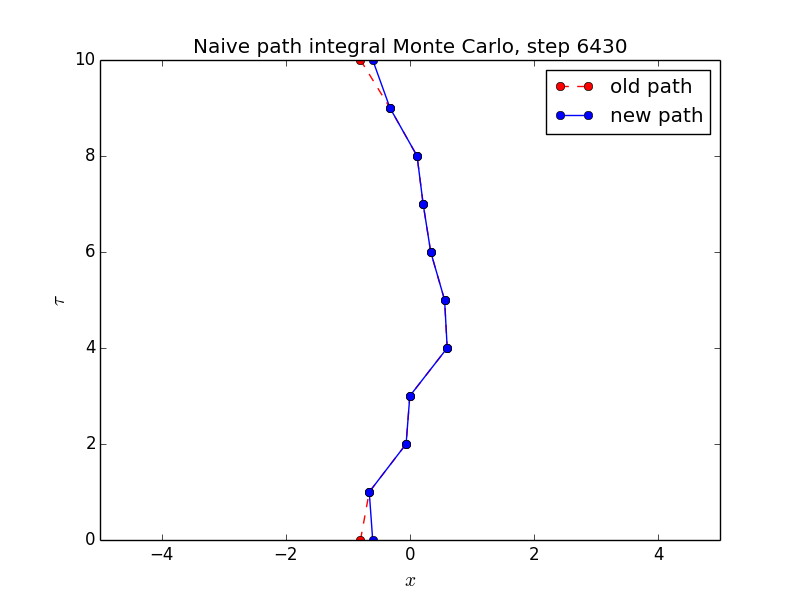 Naive path integral Monte Carlo, step 6430
old path
new path
10
8
6
4
2
0
τ
−4 −2 0 2 4
x